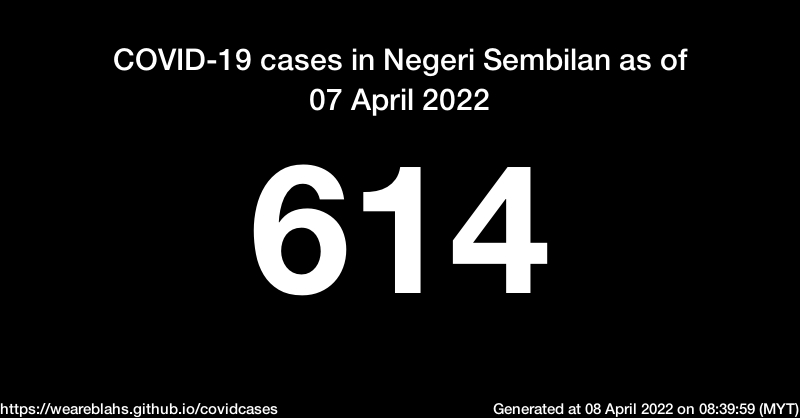 COVID-19 cases in Negeri Sembilan as of
07 April 2022
614
https://weareblahs.github.io/covidcases
Generated at 08 April 2022 on 08:39:59 (MYT)